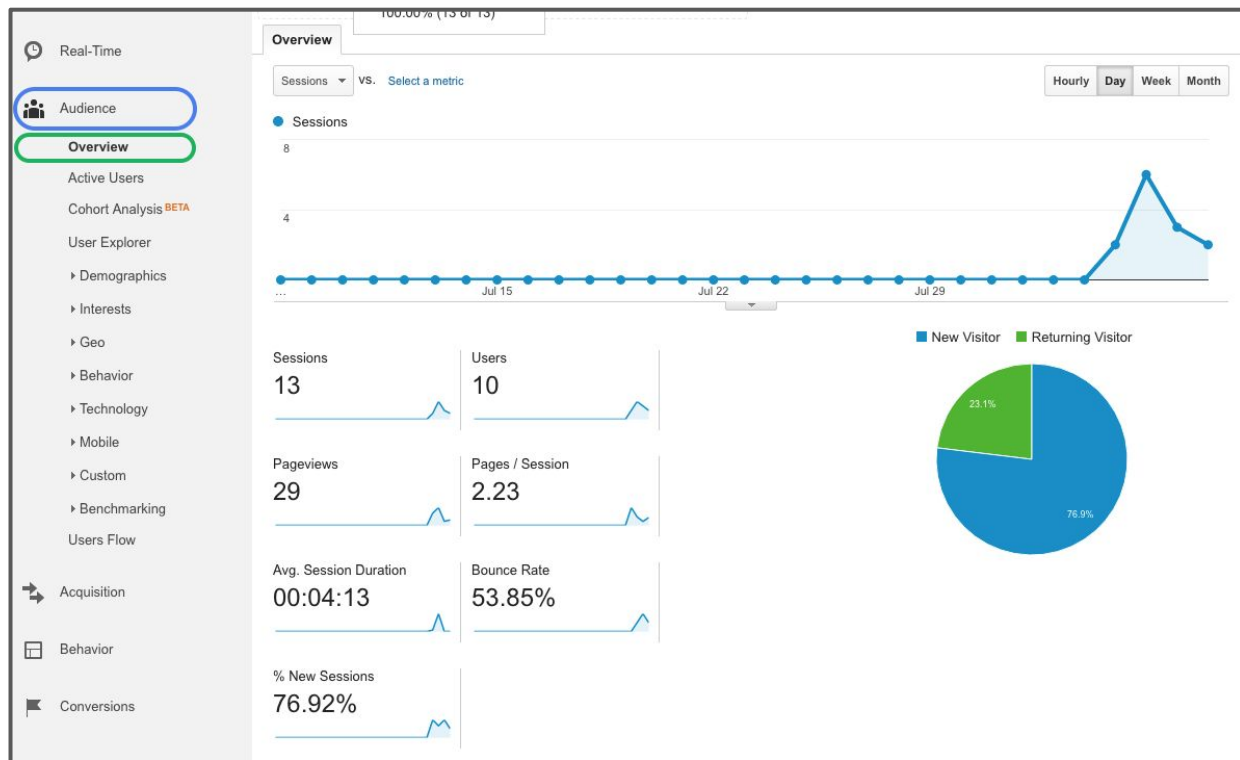 100.00% (13 of 13)
Real-Time
Audience
Overview
Active Users
Cohort Analysis BETA
User Explorer
Demographics
Interests
Geo
Behavior
Technology
Mobile
Custom
Benchmarking
Users Flow
Acquisition
Behavior
Conversions
Overview
Sessions VS. Select a metric
Hourly Day Week Month
Sessions
8
4
... Jul 15 Jul 22 Jul 29
New Visitor Returning Visitor
23.1%
76.9%
Sessions
13
Users
10
Pageviews
29
Pages / Session
2.23
Avg. Session Duration
00:04:13
Bounce Rate
53.85%
% New Sessions
76.92%